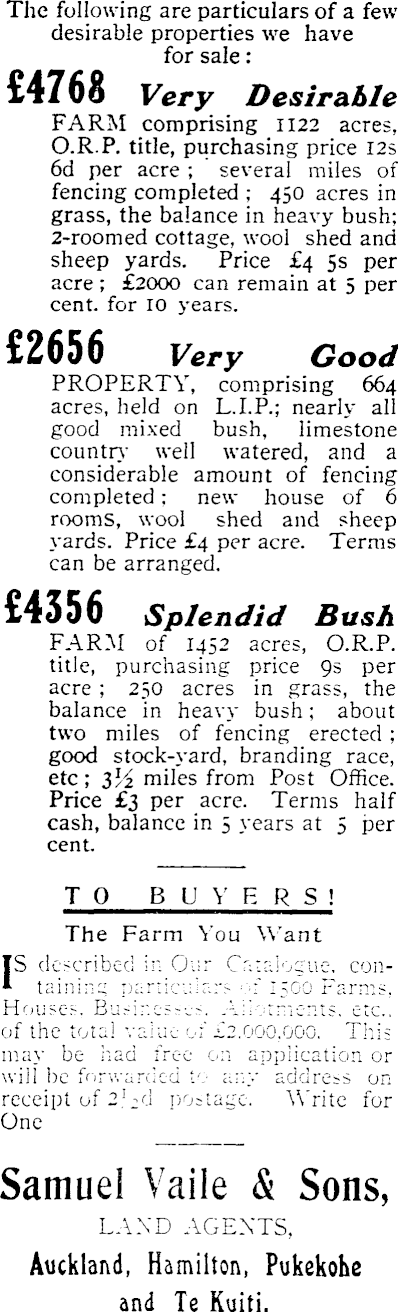 The following are particulars of a few
desirable properties we have
for sale :
£4768 Very Desirable
FARM comprising 1122 acres,
O.R.P. title, purchasing price 12s
6d per acre ; several miles of
fencing completed ; 450 acres in
grass, the balance in heavy bush;
2-roomed cottage, wool shed and
sheep yards. Price £4 5s per
acre ; £2000 can remain at 5 per
cent. for 10 years.
£2656 Very Good
PROPERTY, comprising 664
acres, held on L.I.P.; nearly all
good mixed bush, limestone
country well watered, and a
considerable amount of fencing
completed ; new house of 6
rooms, wool shed and sheep
yards. Price £4 per acre. Terms
can be arranged.
£4356 Splendid Bush
FARM of 1452 acres, O.R.P.
title, purchasing price 9s per
acre ; 250 acres in grass, the
balance in heavy bush ; about
two miles of fencing erected ;
good stock-yard, branding race,
etc ; 3½ miles from Post Office.
Price £3 per acre. Terms half
cash, balance in 5 years at 5 per
cent.
TO BUYERS!
The Farm You Want
IS described in Our Catalogue, con-
taining particulars of 1500 Farms,
Houses, Businesses, Allotments, etc.,
of the total value of £2,000,000. This
may be had free on application or
will be forwarded to any address on
receipt of 2½d postage. Write for
One
Samuel Vaile & Sons,
LAND AGENTS,
Auckland, Hamilton, Pukekohe
and Te Kuiti.